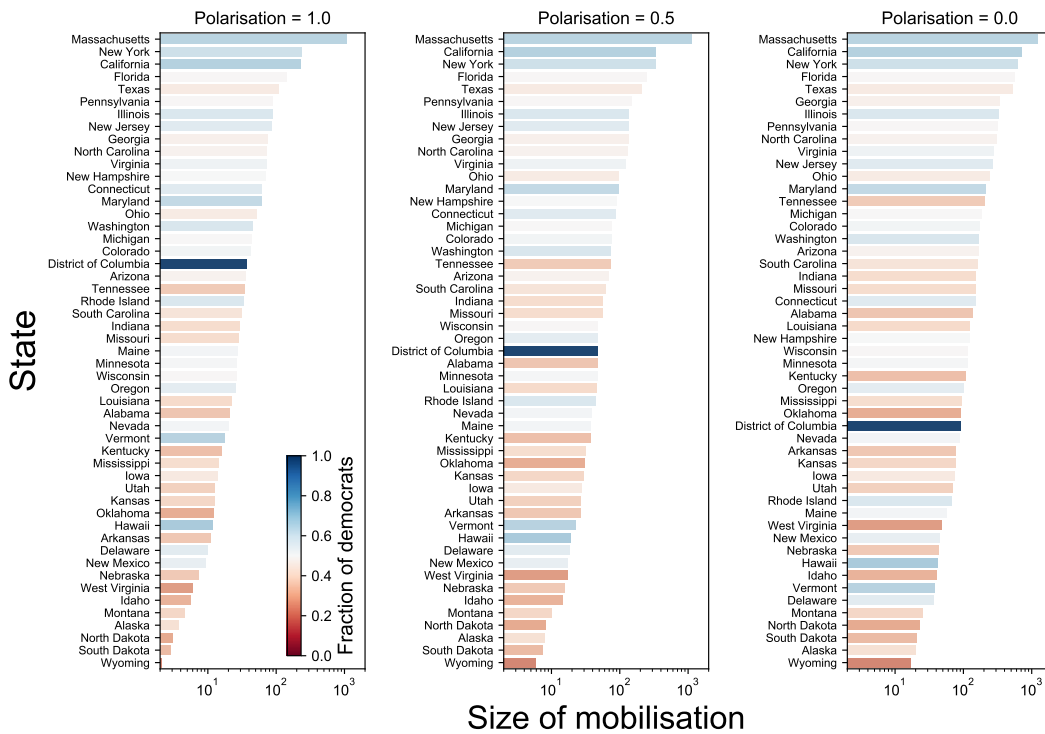 Polarisation = 1.0
Massachusetts
New York
California
Florida
Texas
Pennsylvania
Illinois
New Jersey
Georgia
North Carolina
Virginia
New Hampshire
Connecticut
Maryland
Ohio
Washington
Michigan
Colorado
District of Columbia
Arizona
Tennessee
Rhode Island
South Carolina
Indiana
Missouri
Maine
Minnesota
Wisconsin
Oregon
Louisiana
Alabama
Nevada
Vermont
Kentucky
Mississippi
Iowa
Utah
Kansas
Oklahoma
Hawaii
Arkansas
Delaware
New Mexico
Nebraska
West Virginia
Idaho
Montana
Alaska
North Dakota
South Dakota
Wyoming
10¹ 10² 10³
1.0
0.8
0.6
0.4
0.2
0.0
Fraction of democrats
Polarisation = 0.5
Massachusetts
California
New York
Florida
Texas
Pennsylvania
Illinois
New Jersey
Georgia
North Carolina
Virginia
Ohio
Maryland
New Hampshire
Connecticut
Michigan
Colorado
Washington
Tennessee
Arizona
South Carolina
Indiana
Missouri
Wisconsin
Oregon
District of Columbia
Alabama
Minnesota
Louisiana
Rhode Island
Nevada
Maine
Kentucky
Mississippi
Oklahoma
Kansas
Iowa
Utah
Arkansas
Vermont
Hawaii
Delaware
New Mexico
West Virginia
Nebraska
Idaho
Montana
North Dakota
Alaska
South Dakota
Wyoming
10¹ 10² 10³
Polarisation = 0.0
Massachusetts
California
New York
Florida
Texas
Georgia
Illinois
Pennsylvania
North Carolina
Virginia
New Jersey
Ohio
Maryland
Tennessee
Michigan
Colorado
Washington
Arizona
South Carolina
Indiana
Missouri
Connecticut
Alabama
Louisiana
New Hampshire
Wisconsin
Minnesota
Kentucky
Oregon
Mississippi
Oklahoma
District of Columbia
Nevada
Arkansas
Kansas
Iowa
Utah
Rhode Island
Maine
West Virginia
New Mexico
Nebraska
Hawaii
Idaho
Vermont
Delaware
Montana
North Dakota
South Dakota
Alaska
Wyoming
10¹ 10² 10³
State
Size of mobilisation